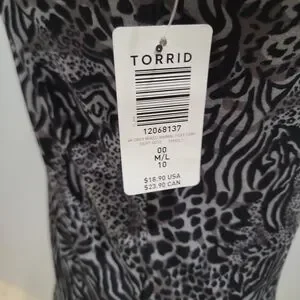 TORRID
12068137
00
M/L
10
$18.90 USA
$23.90 CAN